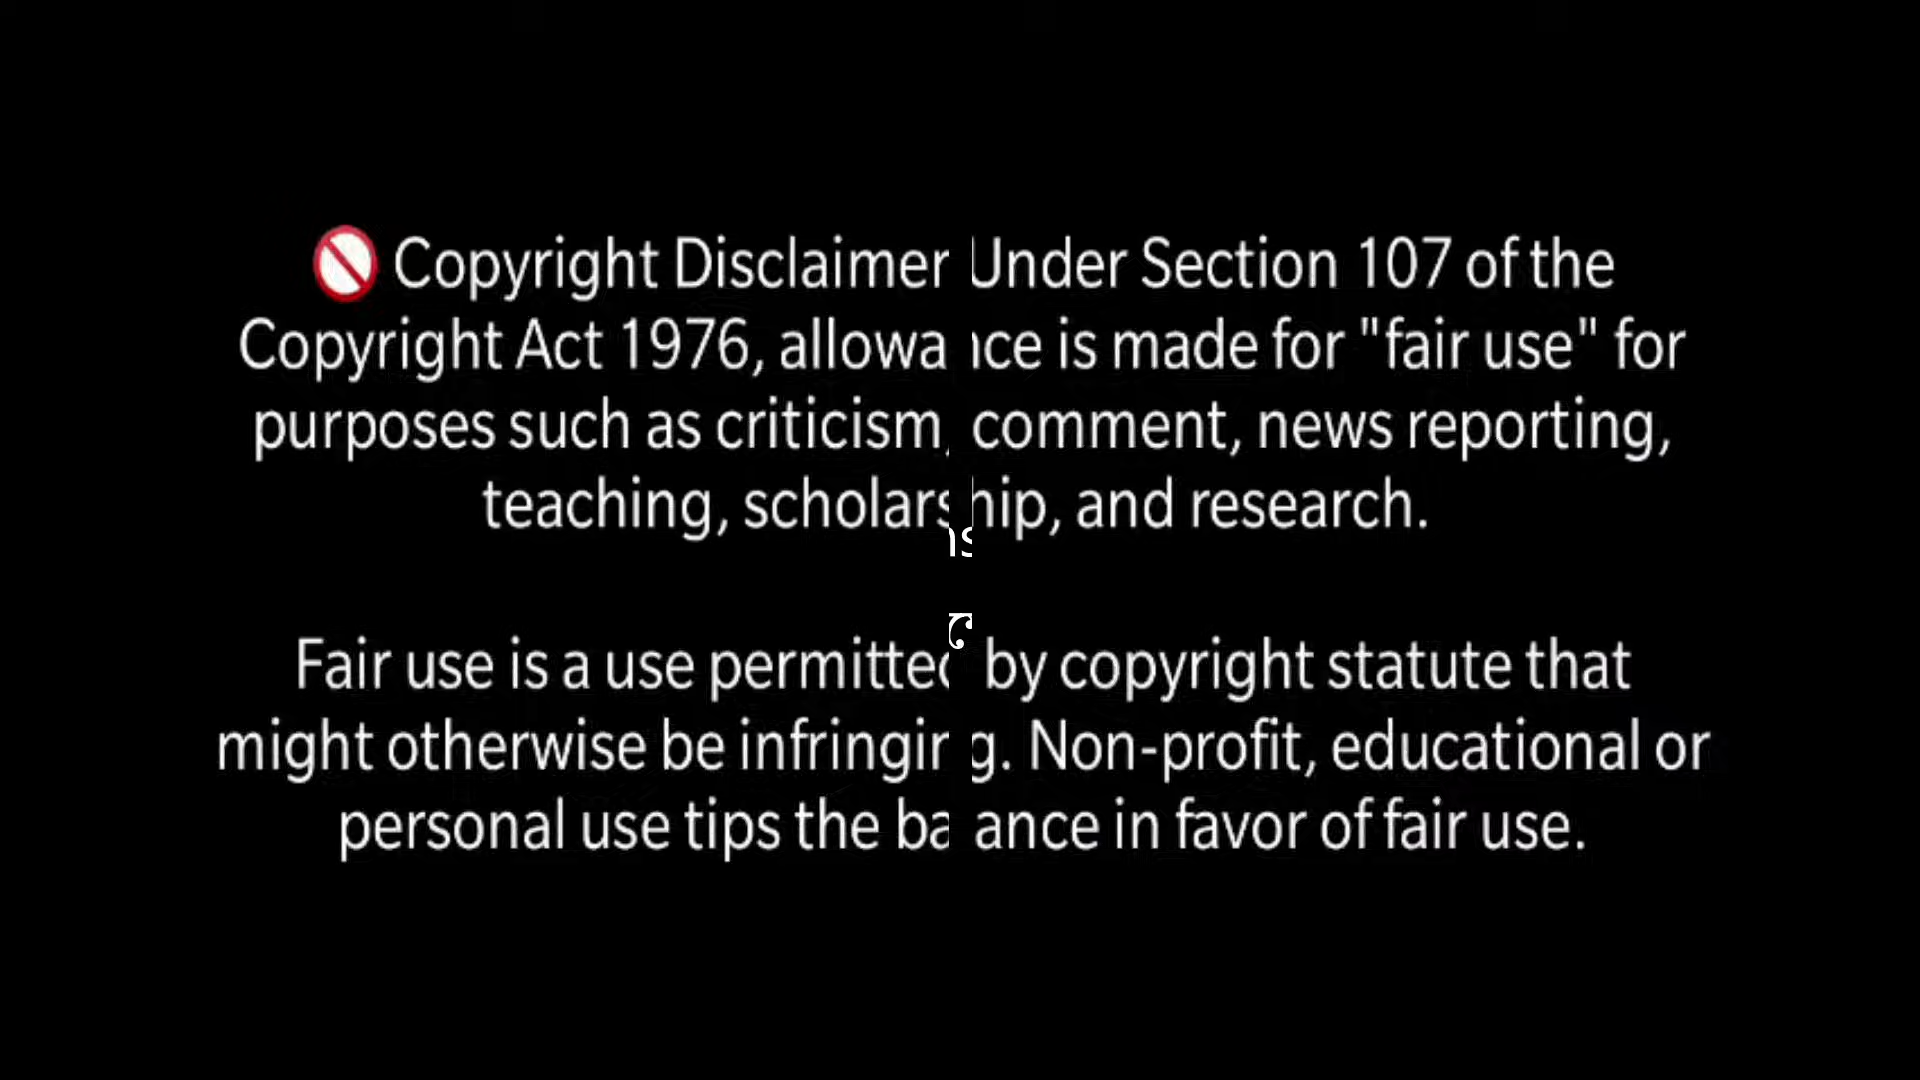 🚫 Copyright Disclaimer Under Section 107 of the
Copyright Act 1976, allowance is made for "fair use" for
purposes such as criticism, comment, news reporting,
teaching, scholarship, and research.
Fair use is a use permitted by copyright statute that
might otherwise be infringing. Non-profit, educational or
personal use tips the balance in favor of fair use.